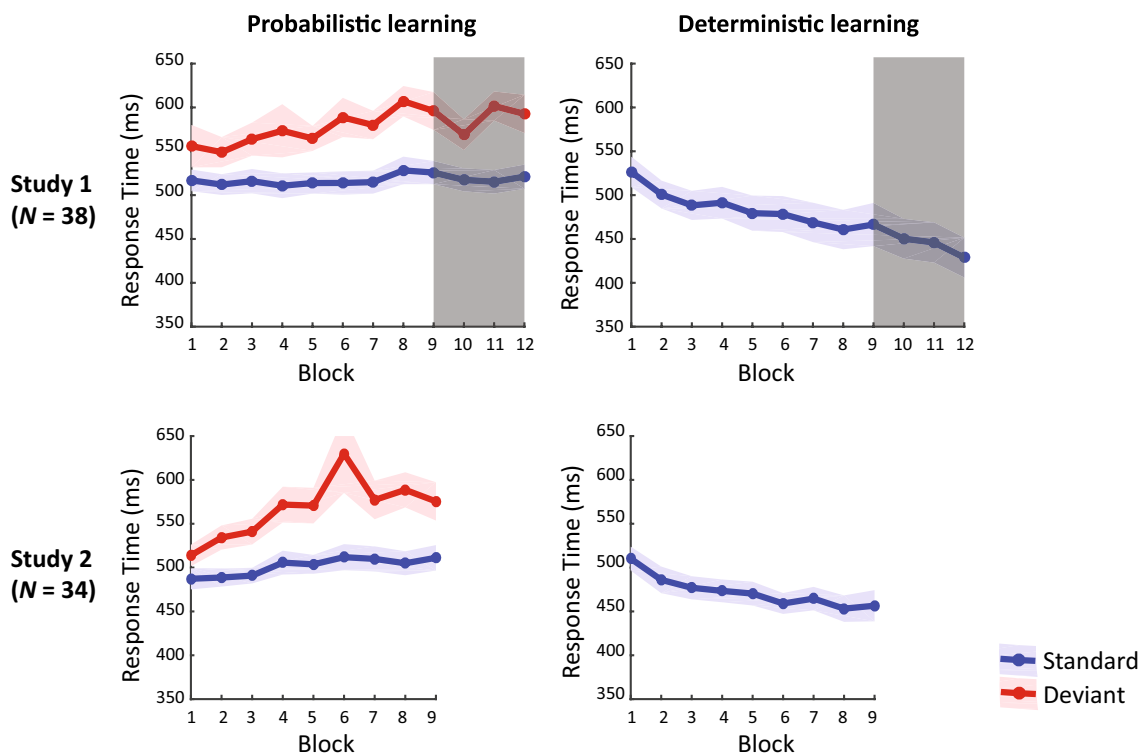 Probabilistic learning
Deterministic learning
Study 1
(N = 38)
Response Time (ms)
650
600
550
500
450
400
350
1 2 3 4 5 6 7 8 9 10 11 12
Block
Response Time (ms)
650
600
550
500
450
400
350
1 2 3 4 5 6 7 8 9 10 11 12
Block
Study 2
(N = 34)
Response Time (ms)
650
600
550
500
450
400
350
1 2 3 4 5 6 7 8 9
Block
Response Time (ms)
650
600
550
500
450
400
350
1 2 3 4 5 6 7 8 9
Block
Standard
Deviant